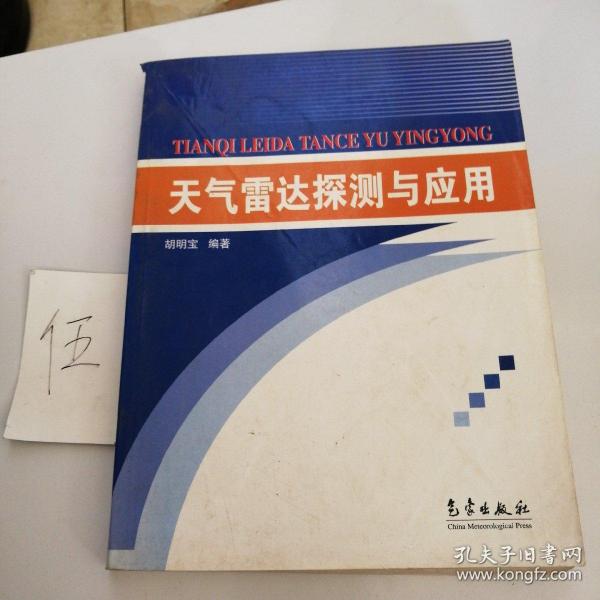 TIANQI LEIDA TANCE YU YINGYONG
天气雷达探测与应用
胡明宝 编著
伍
气象出版社
China Meteorological Press
孔夫子旧书网
www.kongfz.com